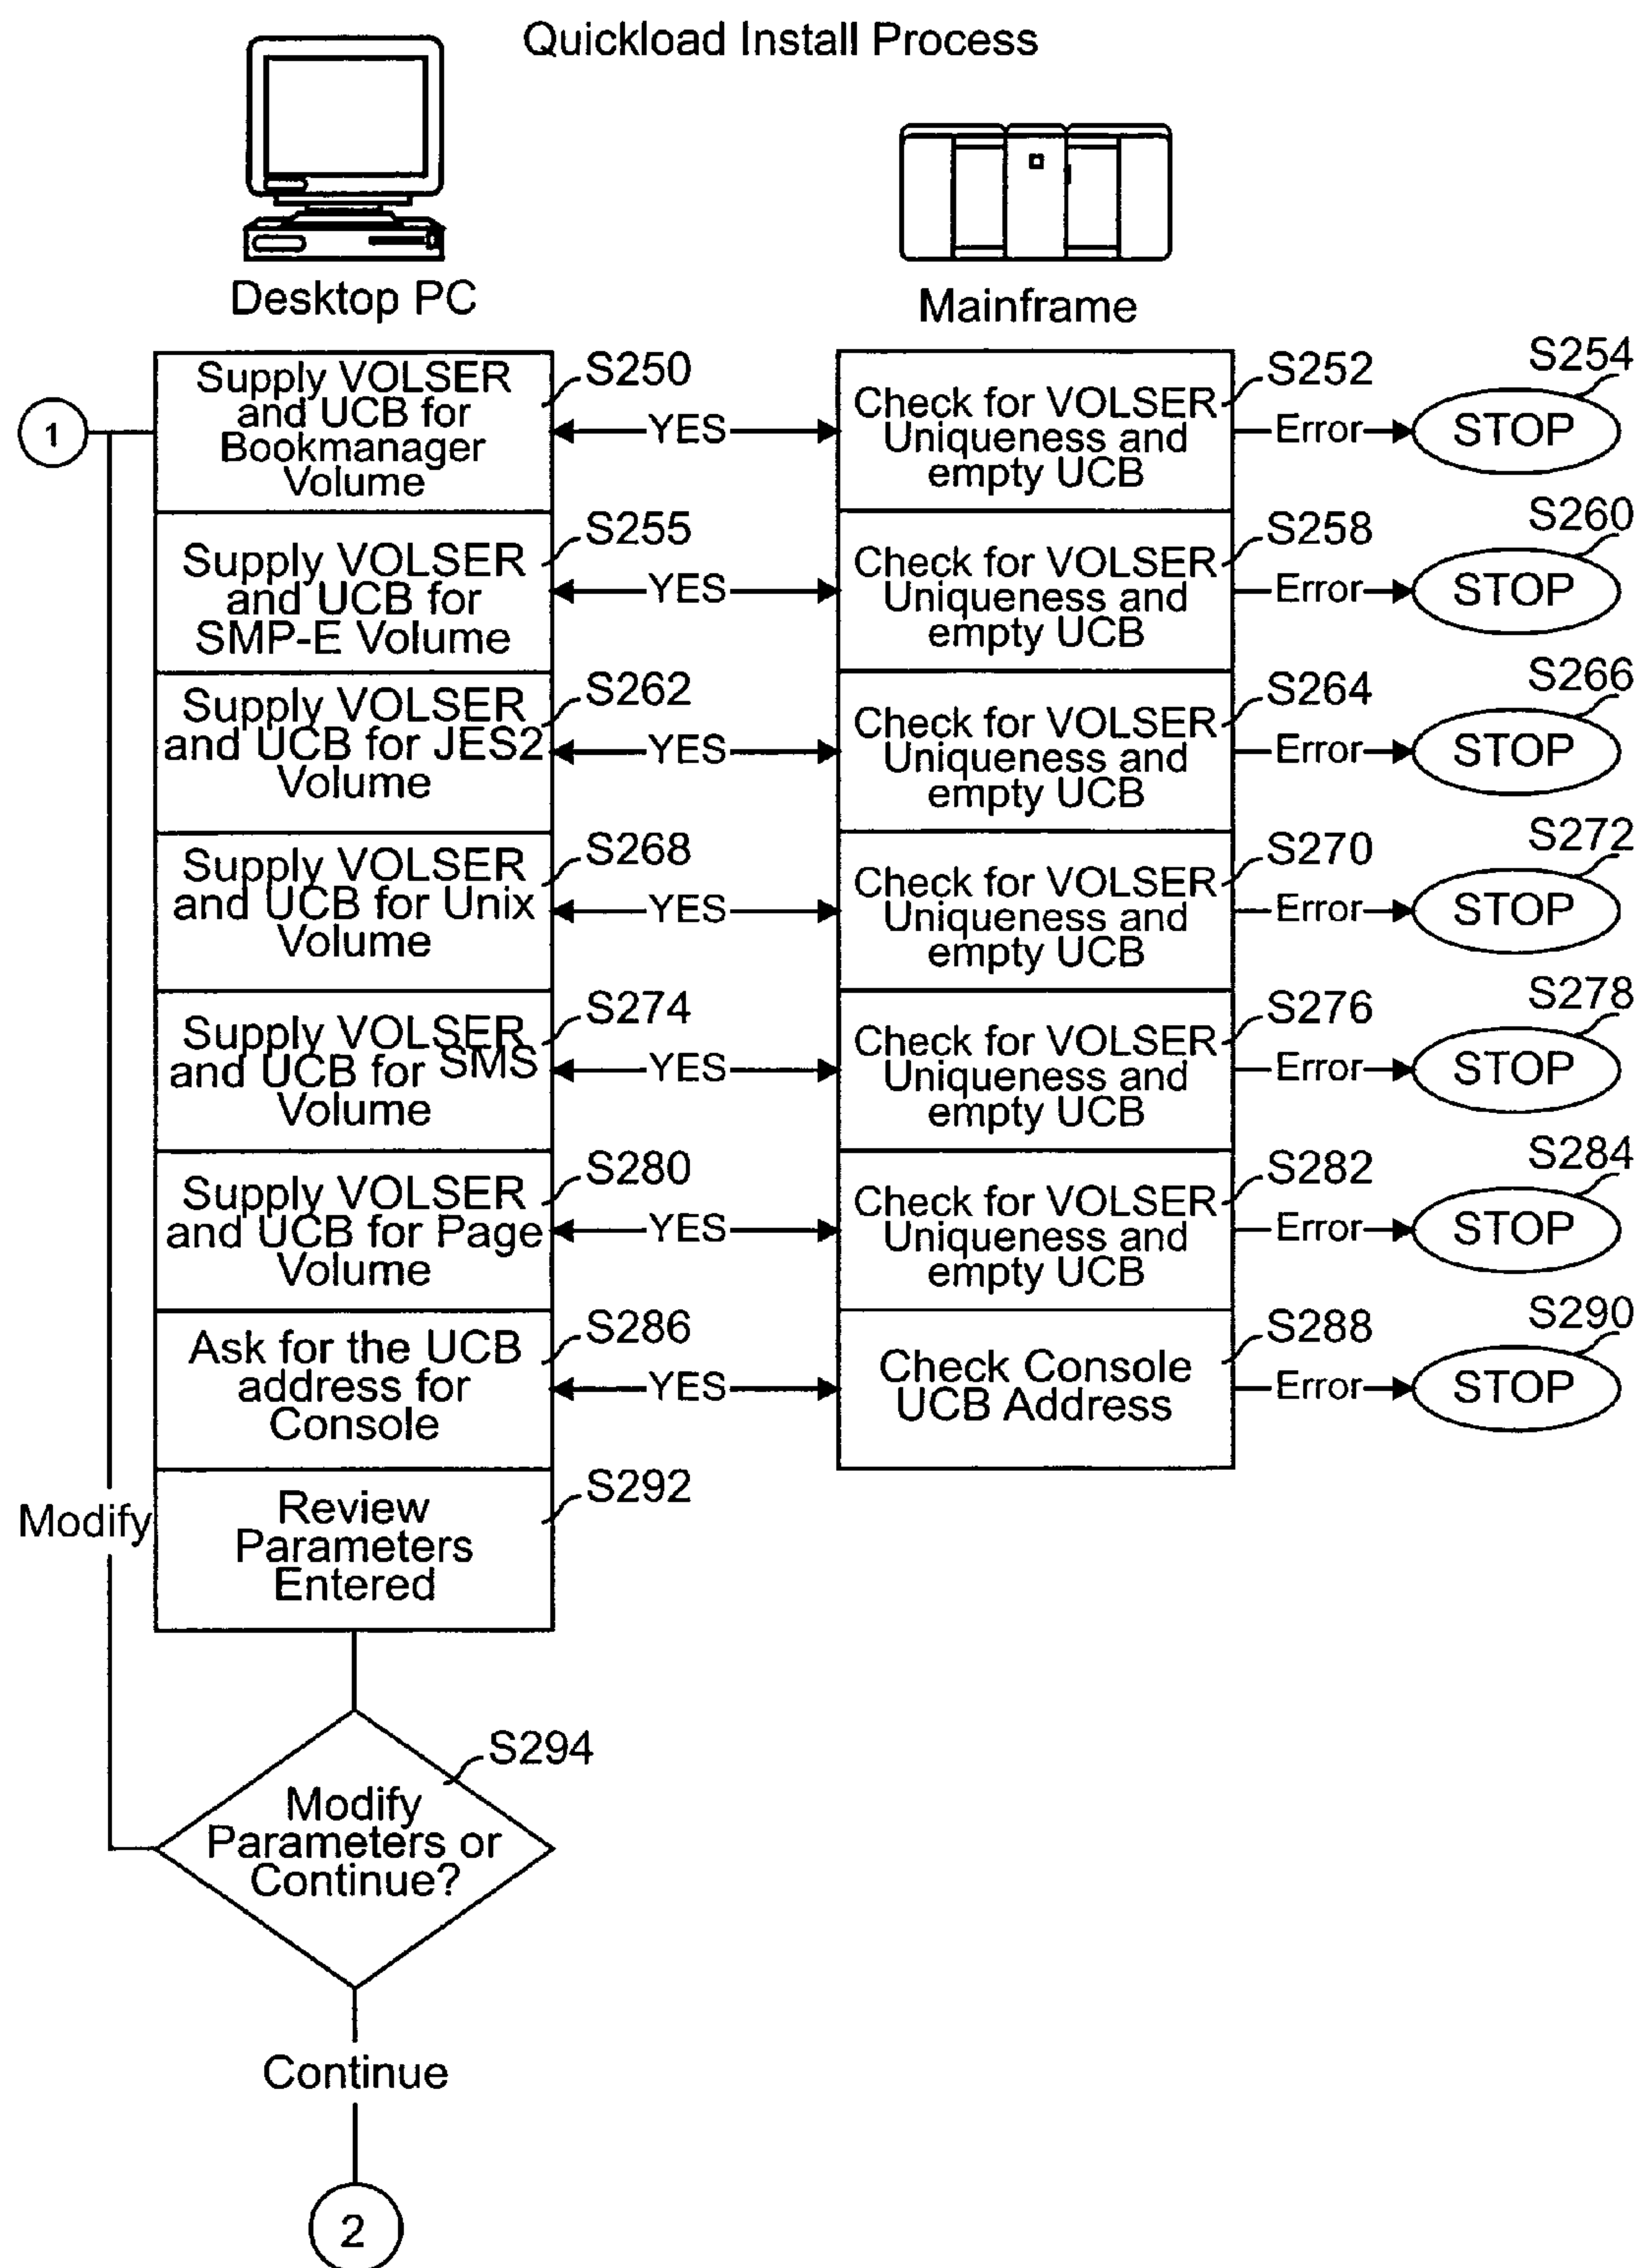 Quickload Install Process
Desktop PC
Mainframe
1
Supply VOLSER
and UCB for
Bookmanager
Volume
S250
YES
Check for VOLSER
Uniqueness and
empty UCB
S252
Error
S254
STOP
Supply VOLSER
and UCB for
SMP-E Volume
S255
YES
Check for VOLSER
Uniqueness and
empty UCB
S258
Error
S260
STOP
Supply VOLSER
and UCB for JES2
Volume
S262
YES
Check for VOLSER
Uniqueness and
empty UCB
S264
Error
S266
STOP
Supply VOLSER
and UCB for Unix
Volume
S268
YES
Check for VOLSER
Uniqueness and
empty UCB
S270
Error
S272
STOP
Supply VOLSER
and UCB for SMS
Volume
S274
YES
Check for VOLSER
Uniqueness and
empty UCB
S276
Error
S278
STOP
Supply VOLSER
and UCB for Page
Volume
S280
YES
Check for VOLSER
Uniqueness and
empty UCB
S282
Error
S284
STOP
Ask for the UCB
address for
Console
S286
YES
Check Console
UCB Address
S288
Error
S290
STOP
Modify
Review
Parameters
Entered
S292
Modify
Parameters or
Continue?
S294
Continue
2